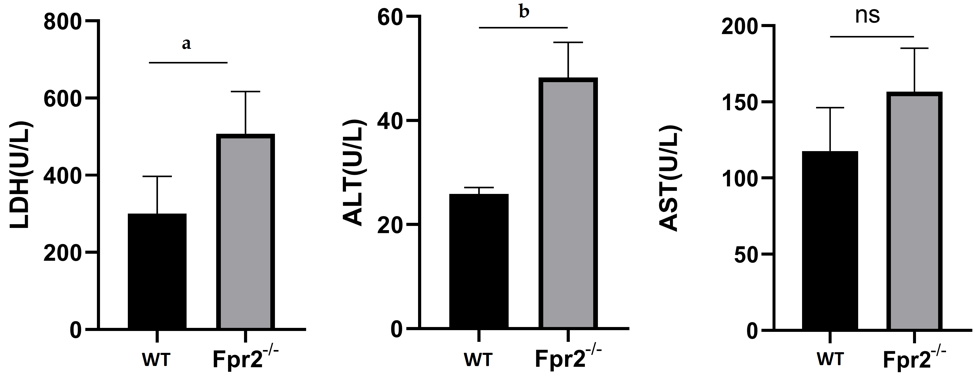 a
LDH(U/L)
800
600
400
200
0
WT
Fpr2-/-
b
ALT(U/L)
60
40
20
0
WT
Fpr2-/-
ns
AST(U/L)
200
150
100
50
0
WT
Fpr2-/-